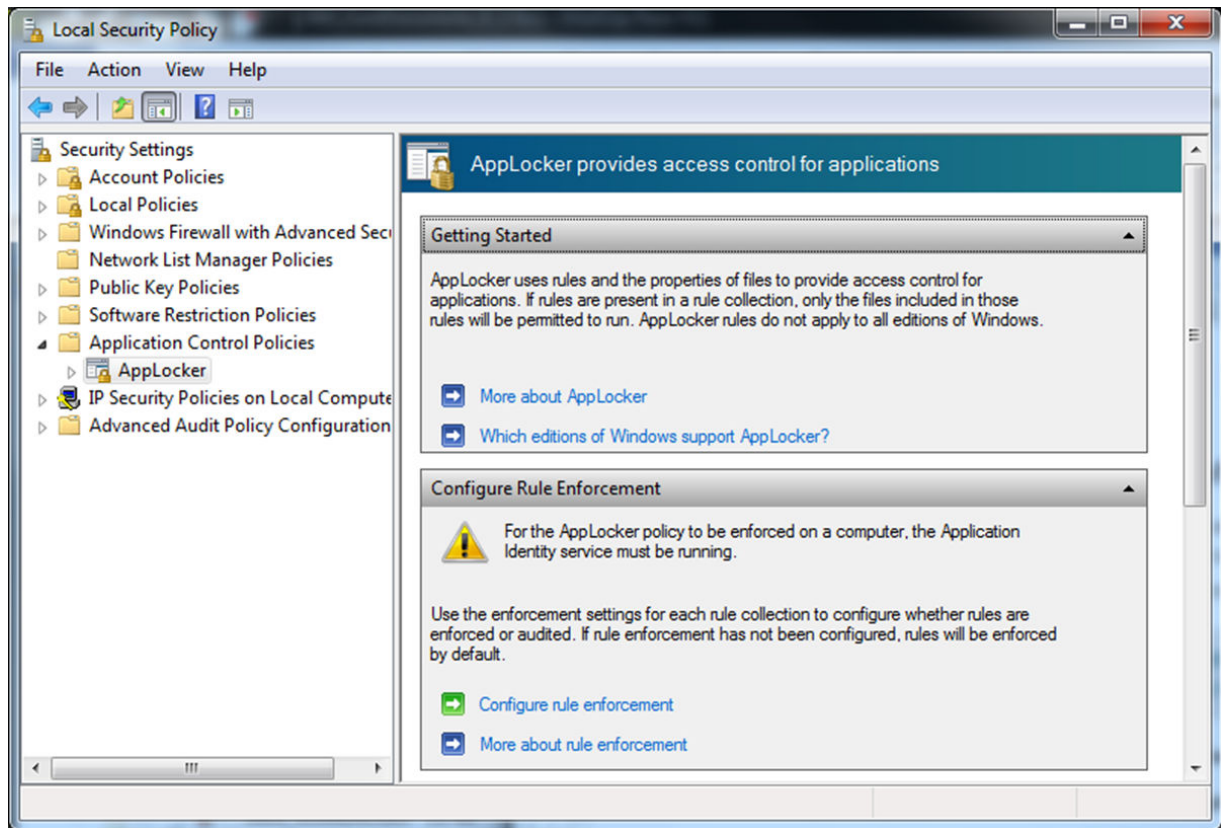 Local Security Policy
File Action View Help
Security Settings
Account Policies
Local Policies
Windows Firewall with Advanced Secu
Network List Manager Policies
Public Key Policies
Software Restriction Policies
Application Control Policies
AppLocker
IP Security Policies on Local Compute
Advanced Audit Policy Configuration
AppLocker provides access control for applications
Getting Started
AppLocker uses rules and the properties of files to provide access control for
applications. If rules are present in a rule collection, only the files included in those
rules will be permitted to run. AppLocker rules do not apply to all editions of Windows.
More about AppLocker
Which editions of Windows support AppLocker?
Configure Rule Enforcement
For the AppLocker policy to be enforced on a computer, the Application
Identity service must be running.
Use the enforcement settings for each rule collection to configure whether rules are
enforced or audited. If rule enforcement has not been configured, rules will be enforced
by default.
Configure rule enforcement
More about rule enforcement